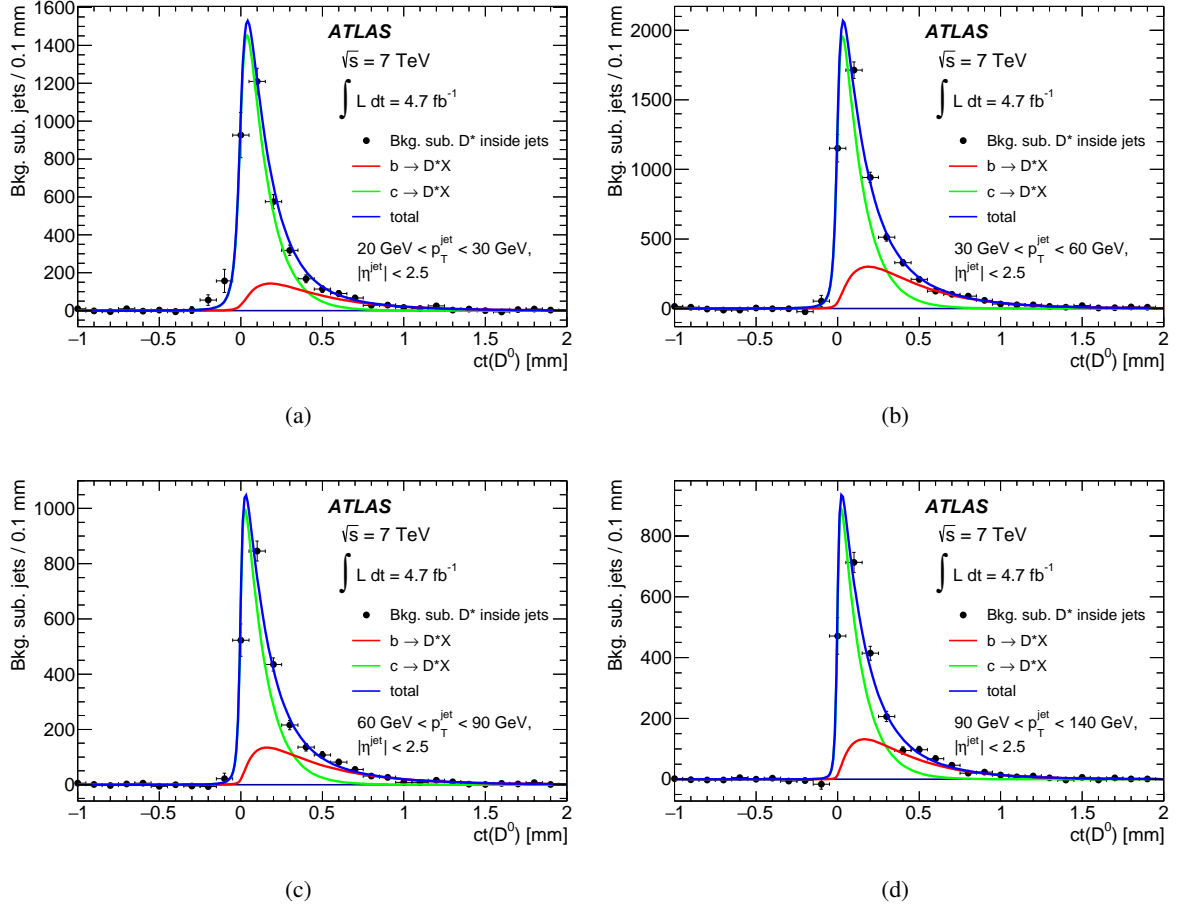 Bkg. sub. jets / 0.1 mm
1600
1400
1200
1000
800
600
400
200
0
ATLAS
√s = 7 TeV
∫ L dt = 4.7 fb⁻¹
Bkg. sub. D* inside jets
b → D*X
c → D*X
total
20 GeV < p_T^jet < 30 GeV,
|η^jet| < 2.5
−1 −0.5 0 0.5 1 1.5 2
ct(D⁰) [mm]
(a)
Bkg. sub. jets / 0.1 mm
2000
1500
1000
500
0
ATLAS
√s = 7 TeV
∫ L dt = 4.7 fb⁻¹
Bkg. sub. D* inside jets
b → D*X
c → D*X
total
30 GeV < p_T^jet < 60 GeV,
|η^jet| < 2.5
−1 −0.5 0 0.5 1 1.5 2
ct(D⁰) [mm]
(b)
Bkg. sub. jets / 0.1 mm
1000
800
600
400
200
0
ATLAS
√s = 7 TeV
∫ L dt = 4.7 fb⁻¹
Bkg. sub. D* inside jets
b → D*X
c → D*X
total
60 GeV < p_T^jet < 90 GeV,
|η^jet| < 2.5
−1 −0.5 0 0.5 1 1.5 2
ct(D⁰) [mm]
(c)
Bkg. sub. jets / 0.1 mm
800
600
400
200
0
ATLAS
√s = 7 TeV
∫ L dt = 4.7 fb⁻¹
Bkg. sub. D* inside jets
b → D*X
c → D*X
total
90 GeV < p_T^jet < 140 GeV,
|η^jet| < 2.5
−1 −0.5 0 0.5 1 1.5 2
ct(D⁰) [mm]
(d)